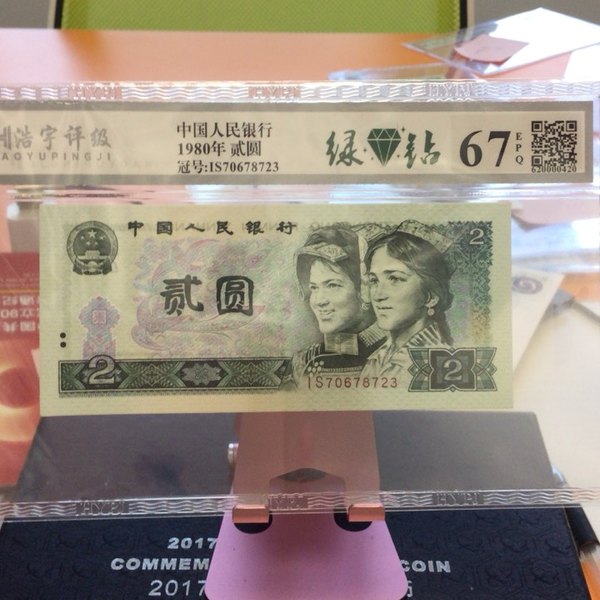 浩宇评级
AOYUPINGJI
中国人民银行
1980年 贰圆
冠号:IS70678723
绿 钻
67
EPQ
620000420
中国人民银行
2
贰圆
2
IS70678723
2
2017
COMMEM
COIN
2017